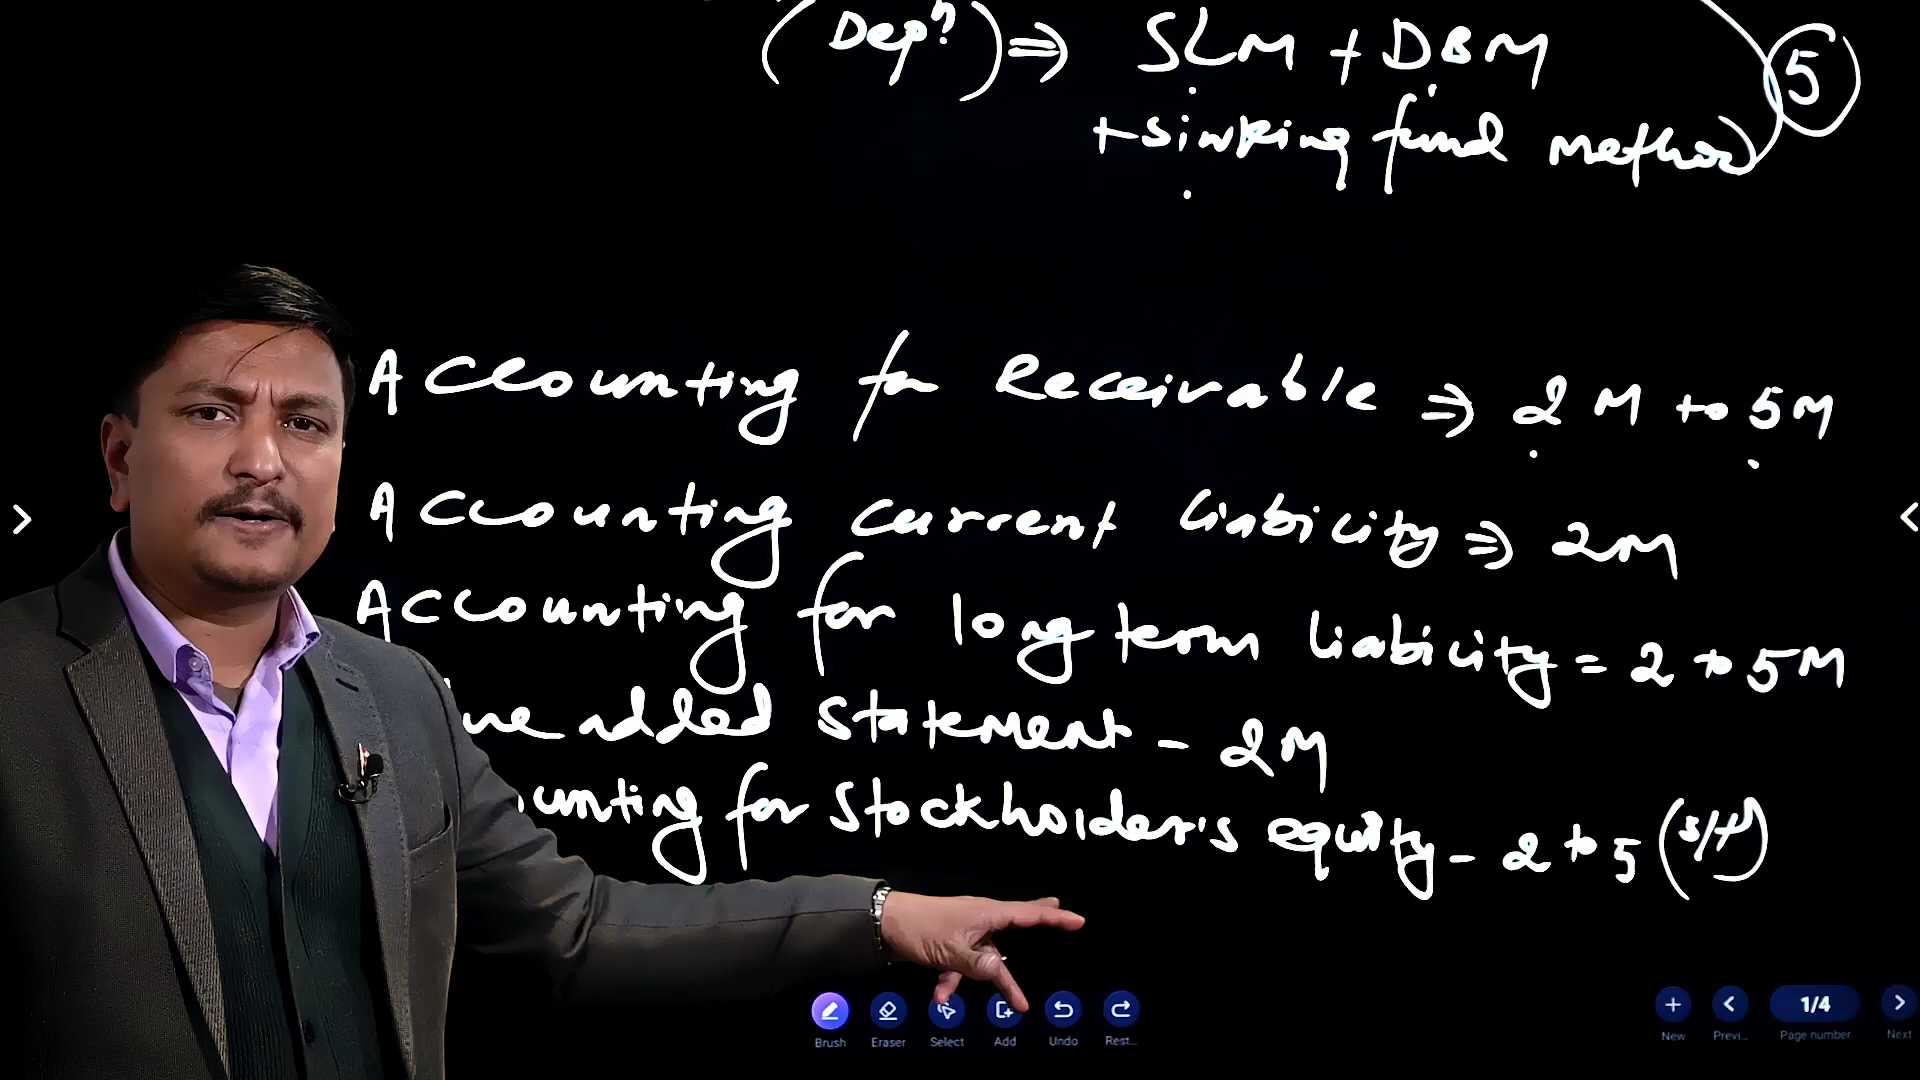 (Depn) ⇒ SLM + DBM
+ sinking fund method
5
Accounting for Receivable ⇒ 2M to 5M
Accounting current liability ⇒ 2M
Accounting for long term liability = 2 to 5M
ue added statement - 2M
ounting for stockholder's equity - 2 to 5 (s/t)
Brush Eraser Select Add Undo Rest...
New Previ... 1/4 Page number Next